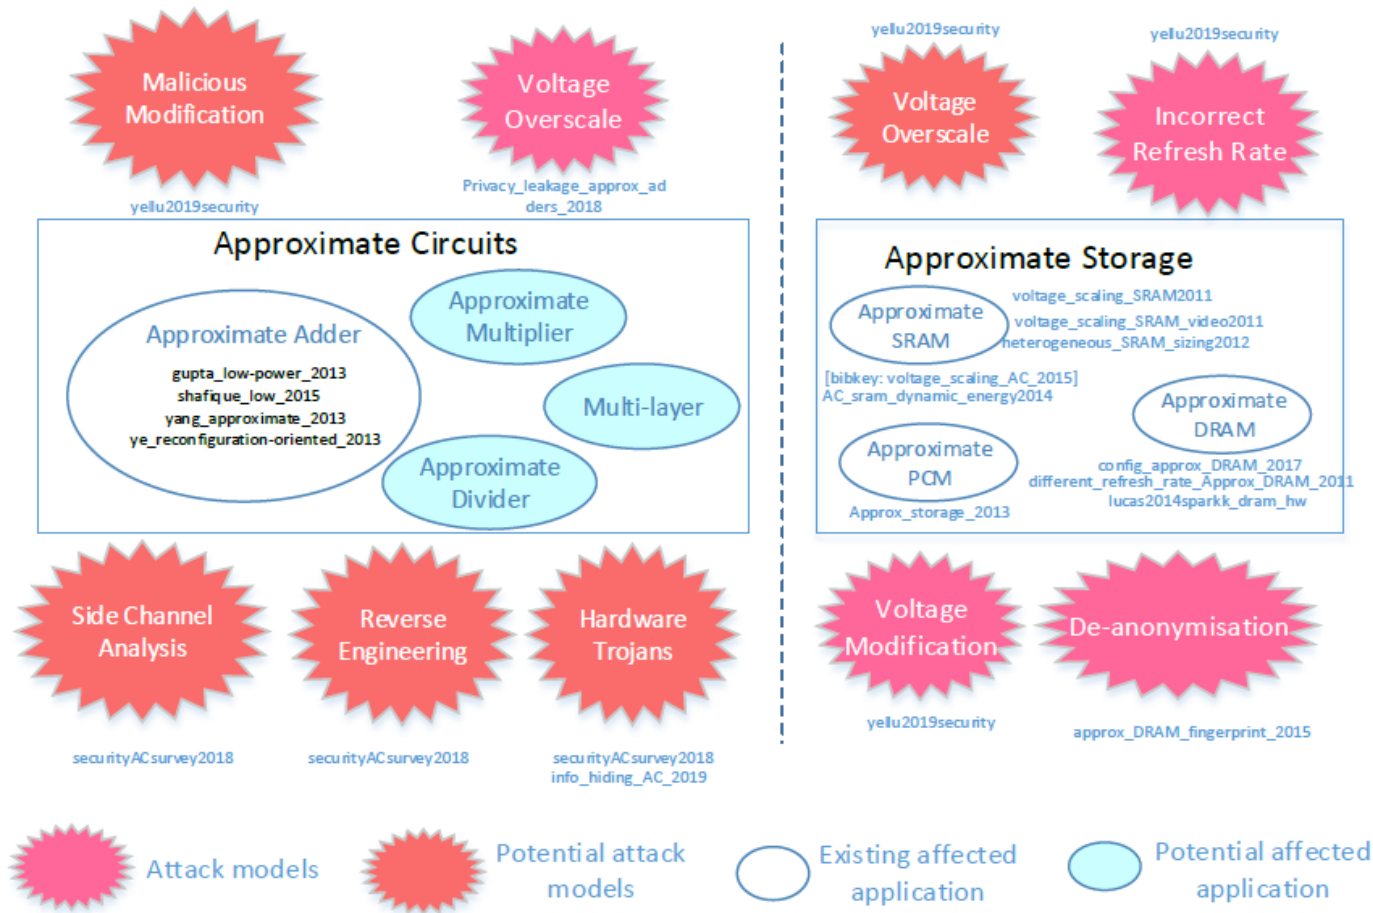 Malicious
Modification
yellu2019security
Voltage
Overscale
Privacy_leakage_approx_ad
ders_2018
yellu2019security
Voltage
Overscale
yellu2019security
Incorrect
Refresh Rate
Approximate Circuits
Approximate Adder
gupta_low-power_2013
shafique_low_2015
yang_approximate_2013
ye_reconfiguration-oriented_2013
Approximate
Multiplier
Multi-layer
Approximate
Divider
Approximate Storage
Approximate
SRAM
voltage_scaling_SRAM2011
voltage_scaling_SRAM_video2011
heterogeneous_SRAM_sizing2012
[bibkey: voltage_scaling_AC_2015]
AC_sram_dynamic_energy2014
Approximate
DRAM
config_approx_DRAM_2017
different_refresh_rate_Approx_DRAM_2011
lucas2014sparkk_dram_hw
Approximate
PCM
Approx_storage_2013
Side Channel
Analysis
securityACsurvey2018
Reverse
Engineering
securityACsurvey2018
Hardware
Trojans
securityACsurvey2018
info_hiding_AC_2019
Voltage
Modification
yellu2019security
De-anonymisation
approx_DRAM_fingerprint_2015
Attack models
Potential attack
models
Existing affected
application
Potential affected
application